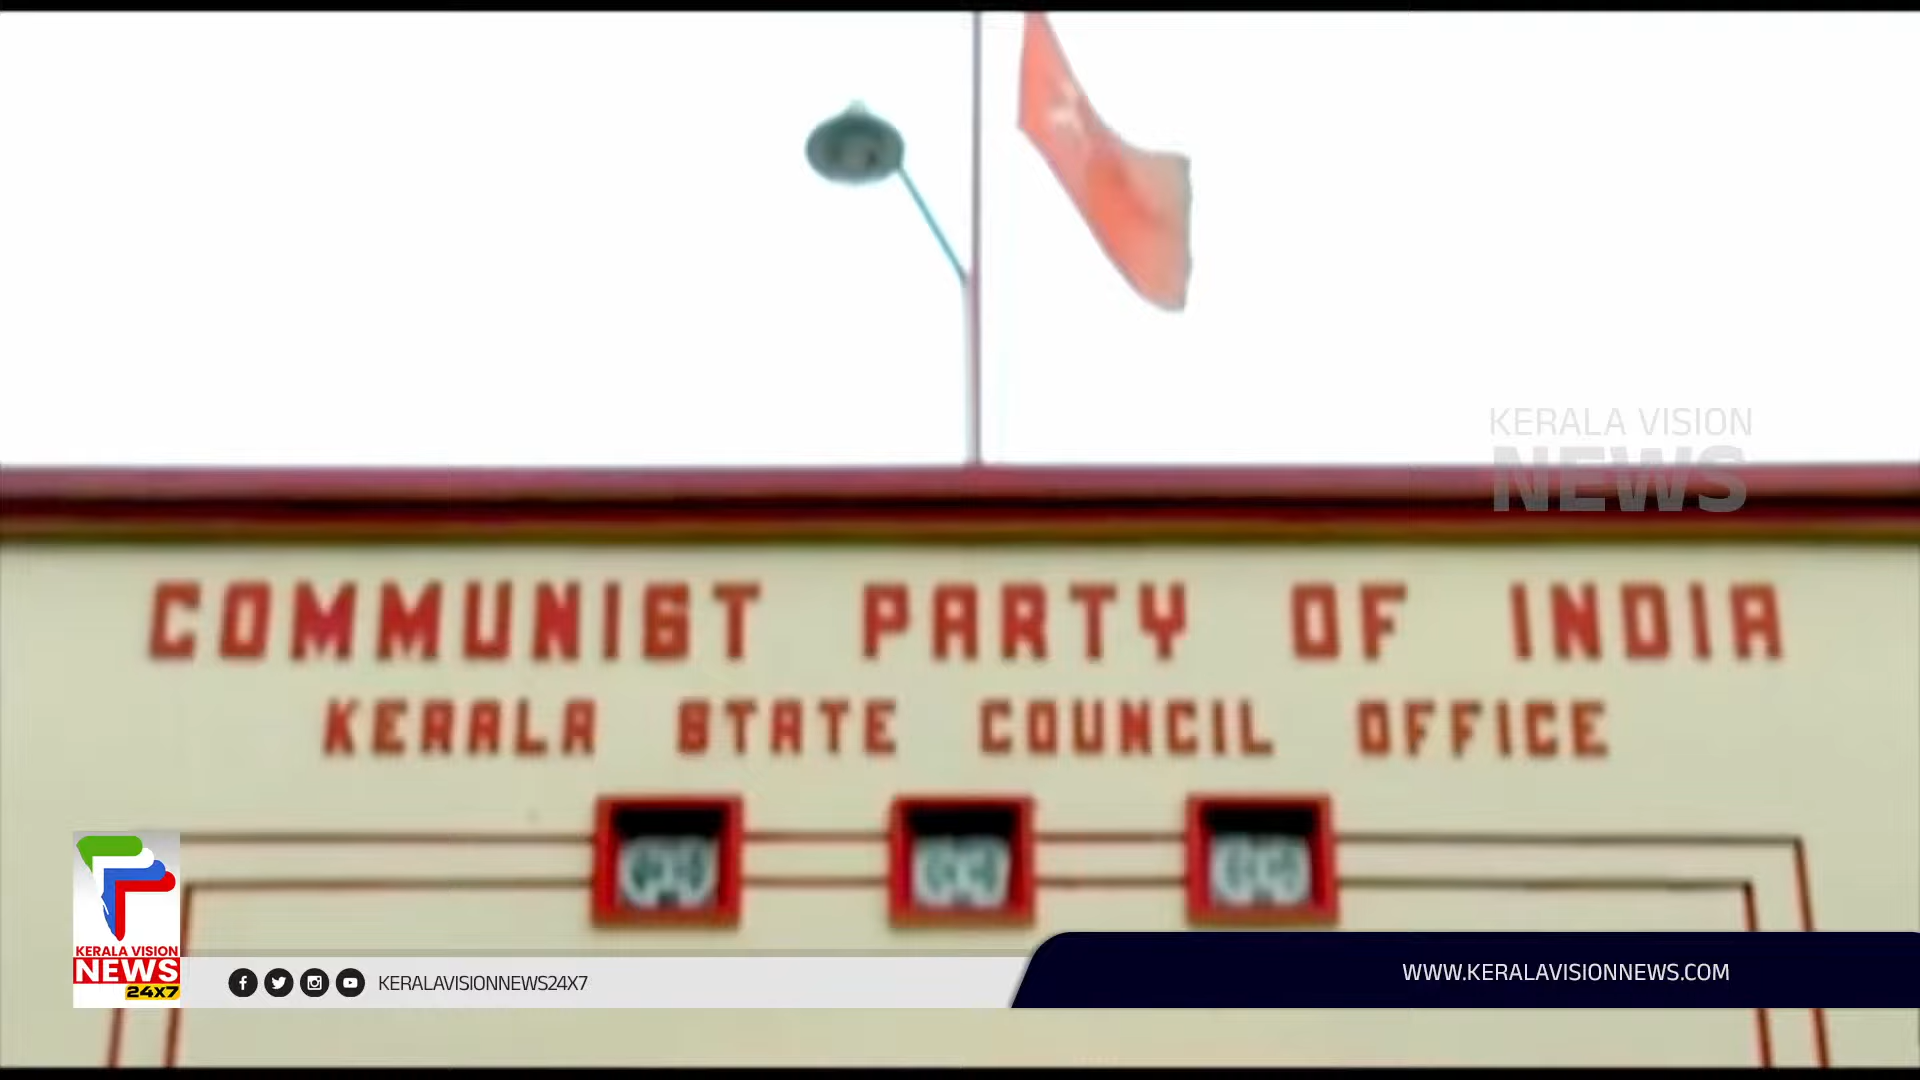 KERALA VISION
NEWS
COMMUNIST PARTY OF INDIA
KERALA STATE COUNCIL OFFICE
KERALA VISION
NEWS
24X7
KERALAVISIONNEWS24X7
WWW.KERALAVISIONNEWS.COM